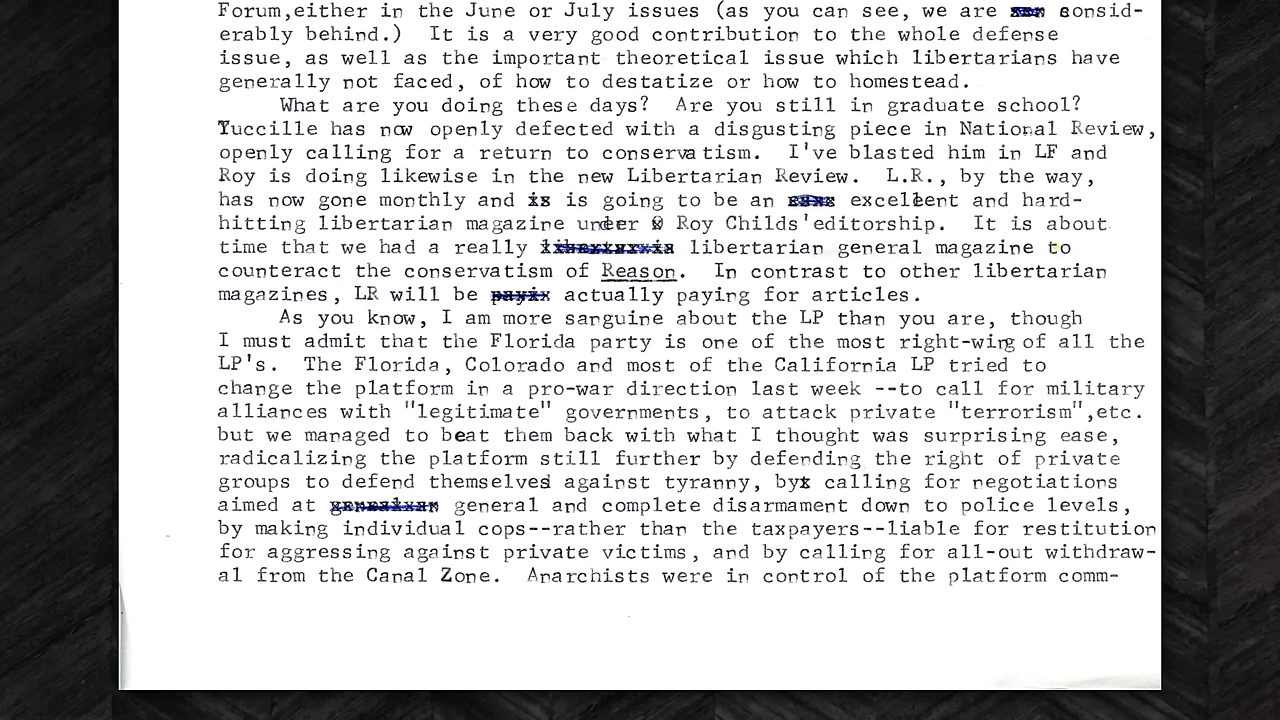 Forum,either in the June or July issues (as you can see, we are consid-
erably behind.)  It is a very good contribution to the whole defense
issue, as well as the important theoretical issue which libertarians have
generally not faced, of how to destatize or how to homestead.
What are you doing these days?  Are you still in graduate school?
Tuccille has now openly defected with a disgusting piece in National Review,
openly calling for a return to conservatism.  I've blasted him in LF and
Roy is doing likewise in the new Libertarian Review.  L.R., by the way,
has now gone monthly and is going to be an excellent and hard-
hitting libertarian magazine under Roy Childs'editorship.  It is about
time that we had a really libertarian general magazine to
counteract the conservatism of Reason.  In contrast to other libertarian
magazines, LR will be actually paying for articles.
As you know, I am more sanguine about the LP than you are, though
I must admit that the Florida party is one of the most right-wing of all the
LP's.  The Florida, Colorado and most of the California LP tried to
change the platform in a pro-war direction last week --to call for military
alliances with "legitimate" governments, to attack private "terrorism",etc.
but we managed to beat them back with what I thought was surprising ease,
radicalizing the platform still further by defending the right of private
groups to defend themselves against tyranny, by calling for negotiations
aimed at general and complete disarmament down to police levels,
by making individual cops--rather than the taxpayers--liable for restitution
for aggressing against private victims, and by calling for all-out withdraw-
al from the Canal Zone.  Anarchists were in control of the platform comm-